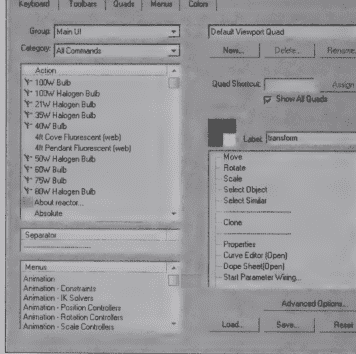 Keyboard Toolbars Quads Menus Colors
Group: Main UI
Category: All Commands
Action
100W Bulb
100W Halogen Bulb
21W Halogen Bulb
35W Halogen Bulb
40W Bulb
4ft Cove Fluorescent (web)
4ft Pendant Fluorescent (web)
50W Halogen Bulb
60W Bulb
75W Bulb
80W Halogen Bulb
About reactor...
Absolute
Separator
Menus
Animation
Animation - Constraints
Animation - IK Solvers
Animation - Position Controllers
Animation - Rotation Controllers
Animation - Scale Controllers
Default Viewport Quad
New... Delete... Rename
Quad Shortcut: Assign
Show All Quads
Label: transform
Move
Rotate
Scale
Select Object
Select Similar
Clone
Properties
Curve Editor (Open)
Dope Sheet(Open)
Start Parameter Wiring...
Advanced Options...
Load... Save... Reset